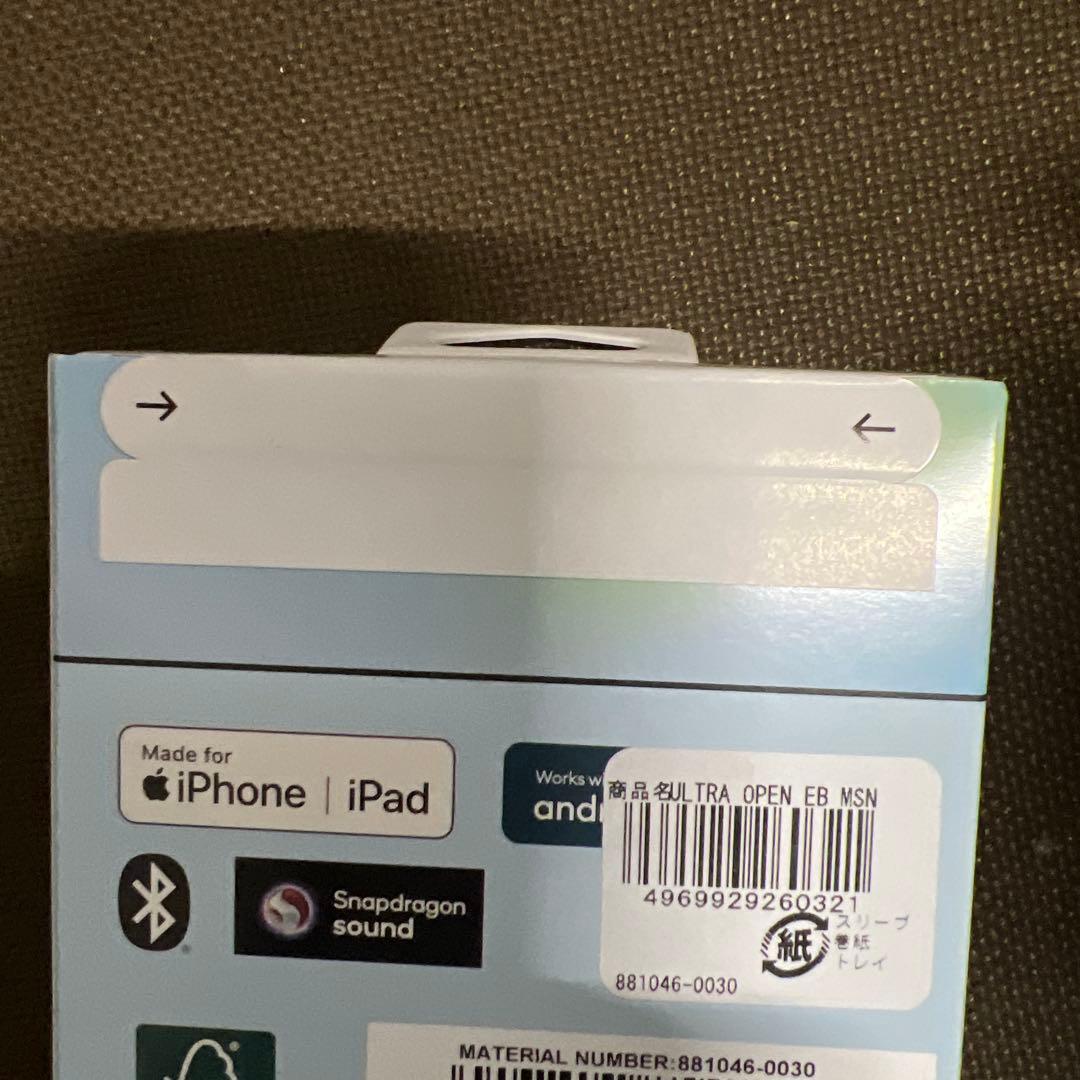 →
←
Made for
iPhone | iPad
Works wi
andr
商品名ULTRA OPEN EB MSN
4969929260321
紙
スリーブ
巻紙
トレイ
881046-0030
Snapdragon
sound
MATERIAL NUMBER:881046-0030